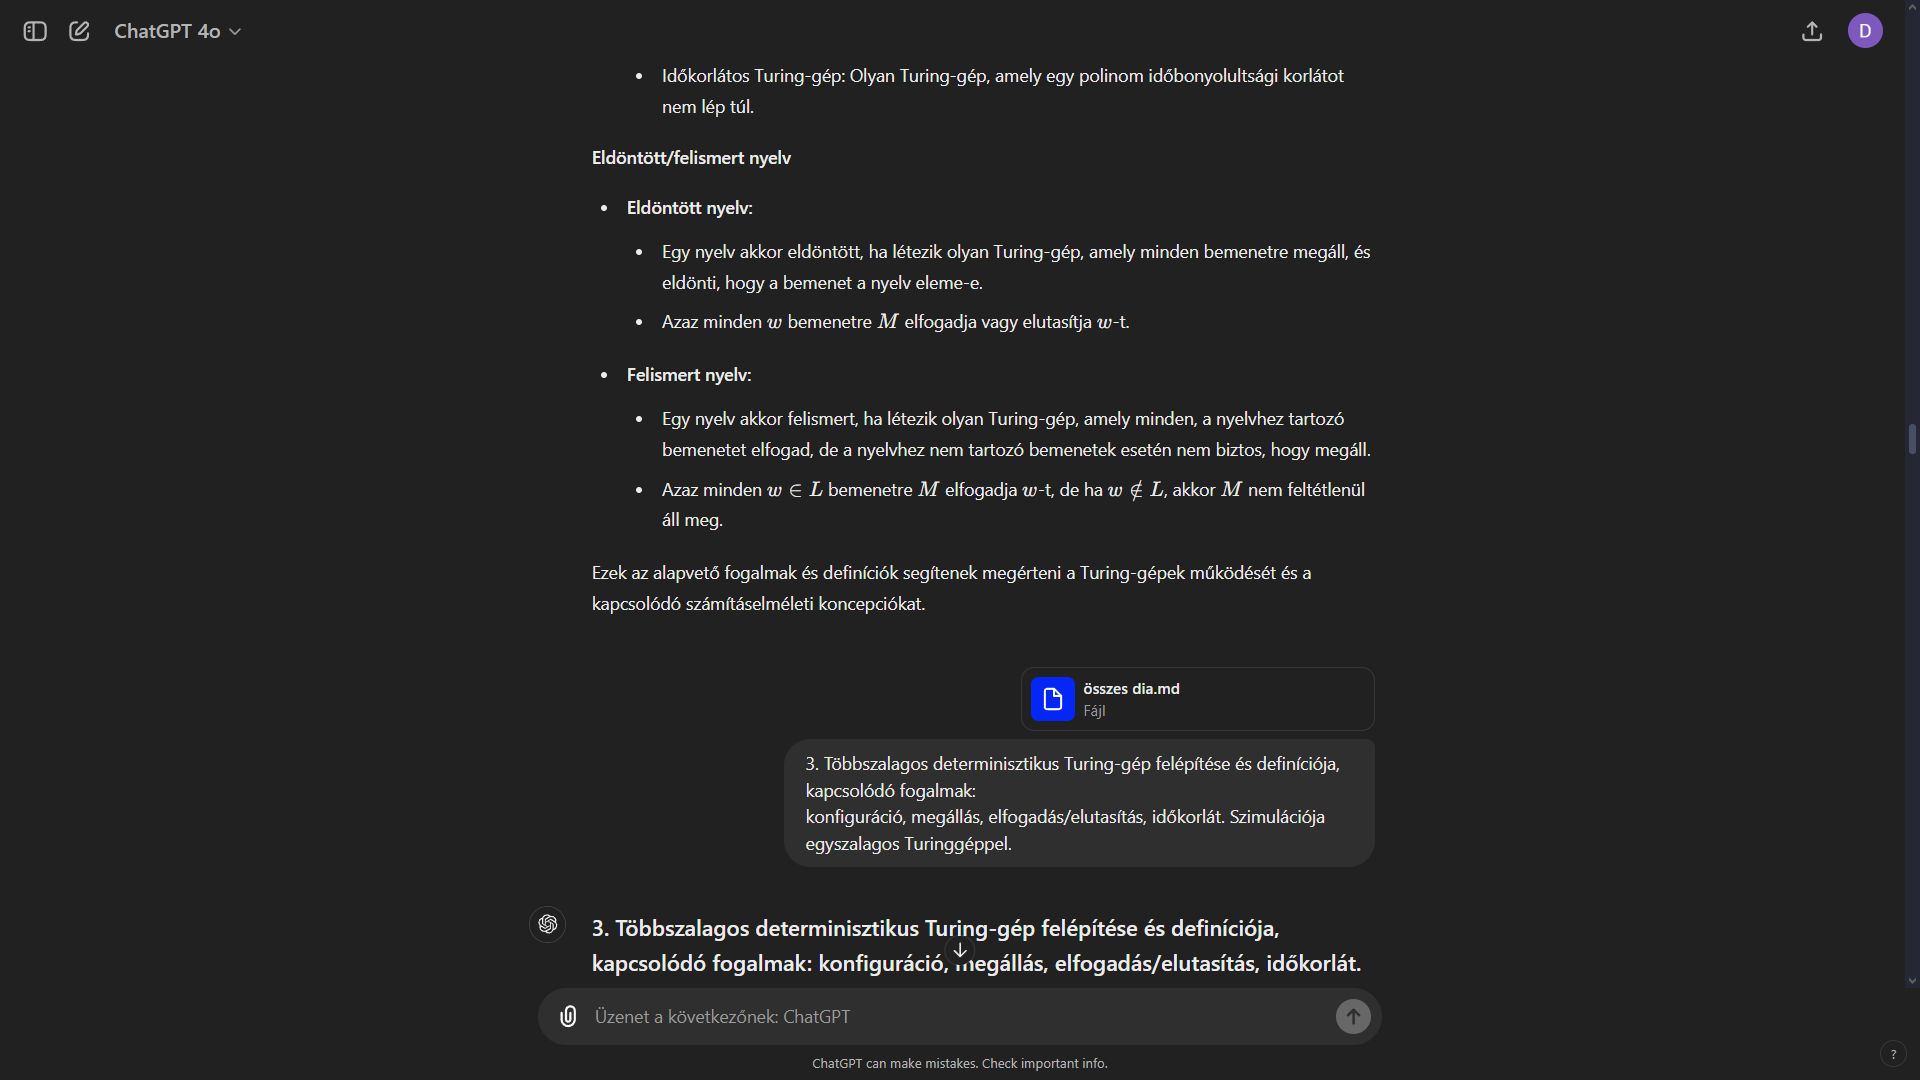 ChatGPT 4o
D
Időkorlátos Turing-gép: Olyan Turing-gép, amely egy polinom időbonyolultsági korlátot
nem lép túl.
Eldöntött/felismert nyelv
Eldöntött nyelv:
Egy nyelv akkor eldöntött, ha létezik olyan Turing-gép, amely minden bemenetre megáll, és
eldönti, hogy a bemenet a nyelv eleme-e.
Azaz minden w bemenetre M elfogadja vagy elutasítja w-t.
Felismert nyelv:
Egy nyelv akkor felismert, ha létezik olyan Turing-gép, amely minden, a nyelvhez tartozó
bemenetet elfogad, de a nyelvhez nem tartozó bemenetek esetén nem biztos, hogy megáll.
Azaz minden w ∈ L bemenetre M elfogadja w-t, de ha w ∉ L, akkor M nem feltétlenül
áll meg.
Ezek az alapvető fogalmak és definíciók segítenek megérteni a Turing-gépek működését és a
kapcsolódó számításelméleti koncepciókat.
összes dia.md
Fájl
3. Többszalagos determinisztikus Turing-gép felépítése és definíciója,
kapcsolódó fogalmak:
konfiguráció, megállás, elfogadás/elutasítás, időkorlát. Szimulációja
egyszalagos Turinggéppel.
3. Többszalagos determinisztikus Turing-gép felépítése és definíciója,
kapcsolódó fogalmak: konfiguráció, megállás, elfogadás/elutasítás, időkorlát.
Üzenet a következőnek: ChatGPT
ChatGPT can make mistakes. Check important info.
?